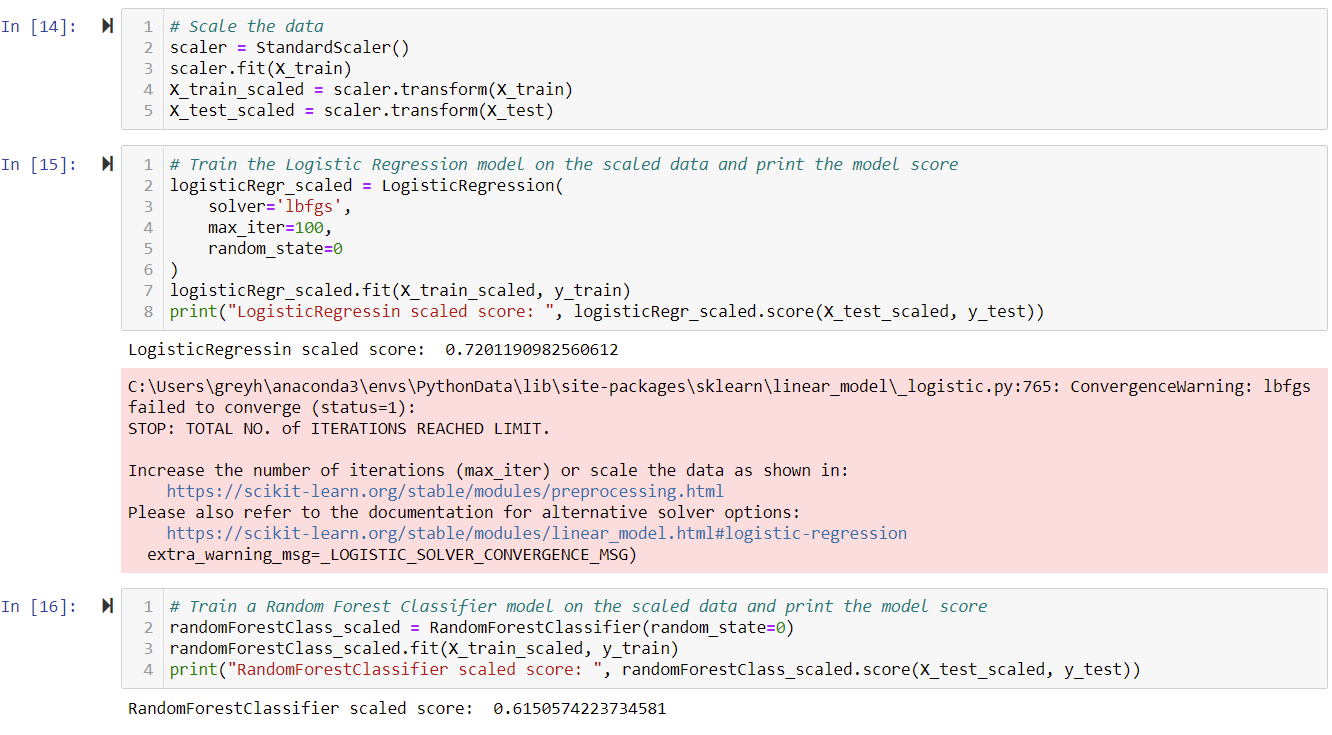 In [14]:
1 # Scale the data
2 scaler = StandardScaler()
3 scaler.fit(X_train)
4 X_train_scaled = scaler.transform(X_train)
5 X_test_scaled = scaler.transform(X_test)
In [15]:
1 # Train the Logistic Regression model on the scaled data and print the model score
2 logisticRegr_scaled = LogisticRegression(
3     solver='lbfgs',
4     max_iter=100,
5     random_state=0
6 )
7 logisticRegr_scaled.fit(X_train_scaled, y_train)
8 print("LogisticRegressin scaled score: ", logisticRegr_scaled.score(X_test_scaled, y_test))
LogisticRegressin scaled score:  0.7201190982560612
C:\Users\greyh\anaconda3\envs\PythonData\lib\site-packages\sklearn\linear_model\_logistic.py:765: ConvergenceWarning: lbfgs
failed to converge (status=1):
STOP: TOTAL NO. of ITERATIONS REACHED LIMIT.
Increase the number of iterations (max_iter) or scale the data as shown in:
    https://scikit-learn.org/stable/modules/preprocessing.html
Please also refer to the documentation for alternative solver options:
    https://scikit-learn.org/stable/modules/linear_model.html#logistic-regression
  extra_warning_msg=_LOGISTIC_SOLVER_CONVERGENCE_MSG)
In [16]:
1 # Train a Random Forest Classifier model on the scaled data and print the model score
2 randomForestClass_scaled = RandomForestClassifier(random_state=0)
3 randomForestClass_scaled.fit(X_train_scaled, y_train)
4 print("RandomForestClassifier scaled score: ", randomForestClass_scaled.score(X_test_scaled, y_test))
RandomForestClassifier scaled score:  0.6150574223734581